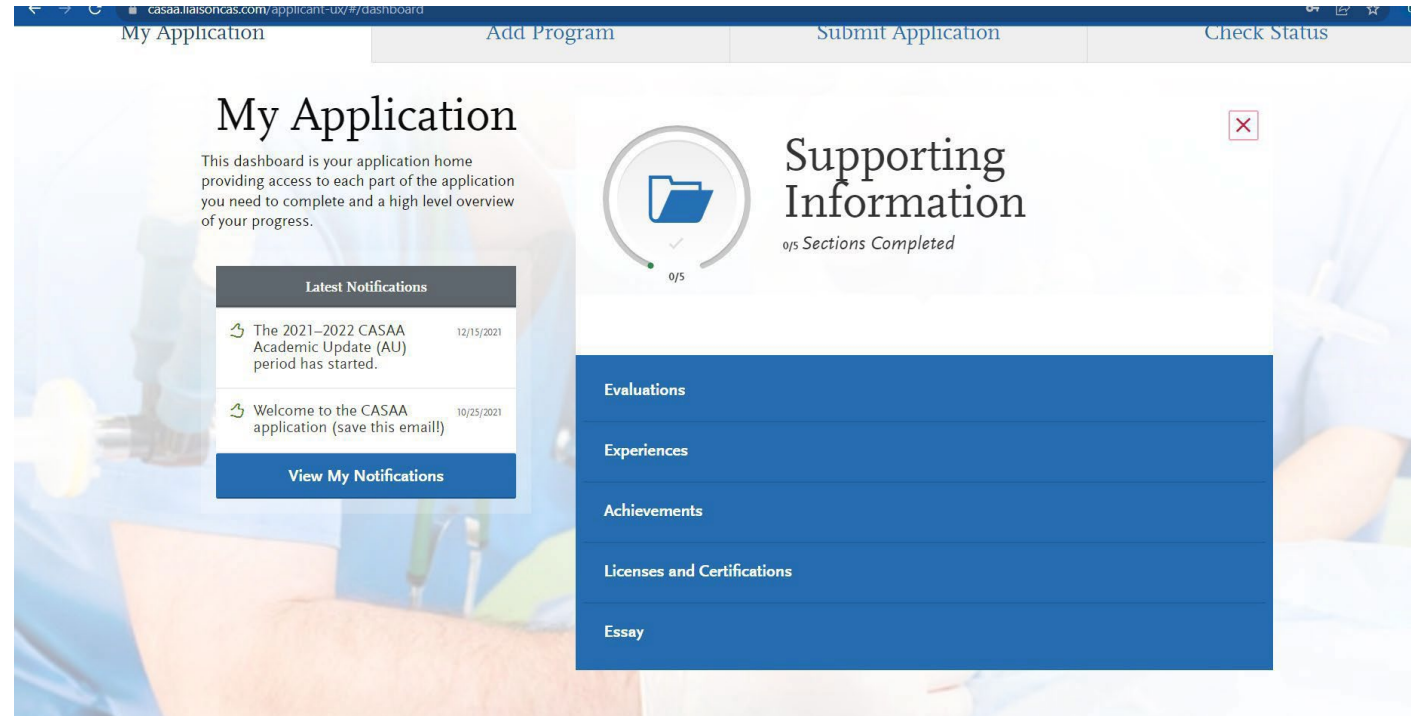 casaa.liaisoncas.com/applicant-ux/#/dashboard
My Application
Add Program
Submit Application
Check Status
My Application
This dashboard is your application home
providing access to each part of the application
you need to complete and a high level overview
of your progress.
Latest Notifications
The 2021–2022 CASAA 12/15/2021
Academic Update (AU)
period has started.
Welcome to the CASAA 10/25/2021
application (save this email!)
View My Notifications
0/5
Supporting
Information
0/5 Sections Completed
Evaluations
Experiences
Achievements
Licenses and Certifications
Essay